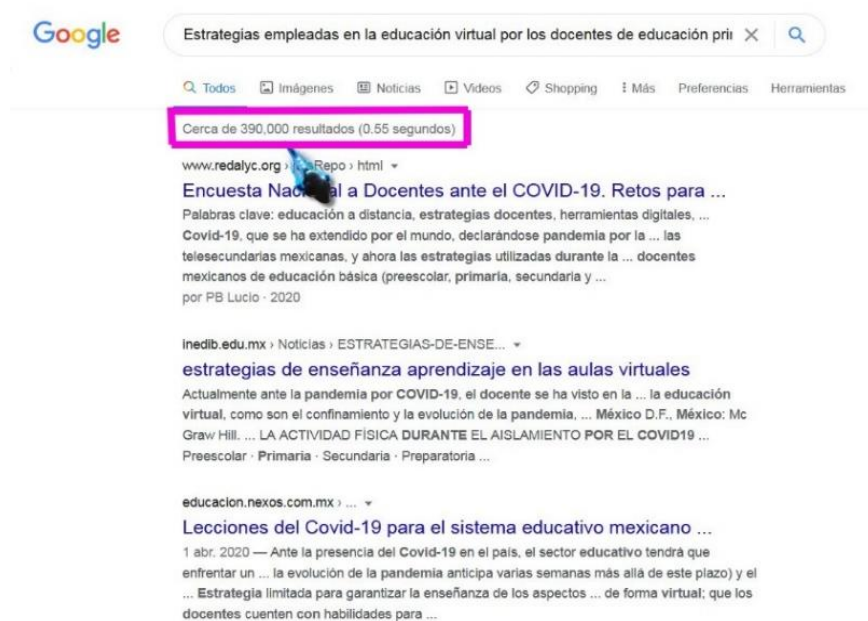 Google
Estrategias empleadas en la educación virtual por los docentes de educación pri
Todos Imágenes Noticias Videos Shopping Más Preferencias Herramientas
Cerca de 390,000 resultados (0.55 segundos)
www.redalyc.org › Repo › html
Encuesta a Docentes ante el COVID-19. Retos para ...
Palabras clave: educación a distancia, estrategias docentes, herramientas digitales, ...
Covid-19, que se ha extendido por el mundo, declarándose pandemia por la ... las
telesecundarias mexicanas, y ahora las estrategias utilizadas durante la ... docentes
mexicanos de educación básica (preescolar, primaria, secundaria y ...
por PB Lucio · 2020
inedib.edu.mx › Noticias › ESTRATEGIAS-DE-ENSE...
estrategias de enseñanza aprendizaje en las aulas virtuales
Actualmente ante la pandemia por COVID-19, el docente se ha visto en la ... la educación
virtual, como son el confinamiento y la evolución de la pandemia, ... México D.F., México: Mc
Graw Hill. ... LA ACTIVIDAD FÍSICA DURANTE EL AISLAMIENTO POR EL COVID19 ...
Preescolar · Primaria · Secundaria · Preparatoria ...
educacion.nexos.com.mx › ...
Lecciones del Covid-19 para el sistema educativo mexicano ...
1 abr. 2020 — Ante la presencia del Covid-19 en el país, el sector educativo tendrá que
enfrentar un ... la evolución de la pandemia anticipa varias semanas más allá de este plazo) y el
... Estrategia limitada para garantizar la enseñanza de los aspectos ... de forma virtual; que los
docentes cuenten con habilidades para ...